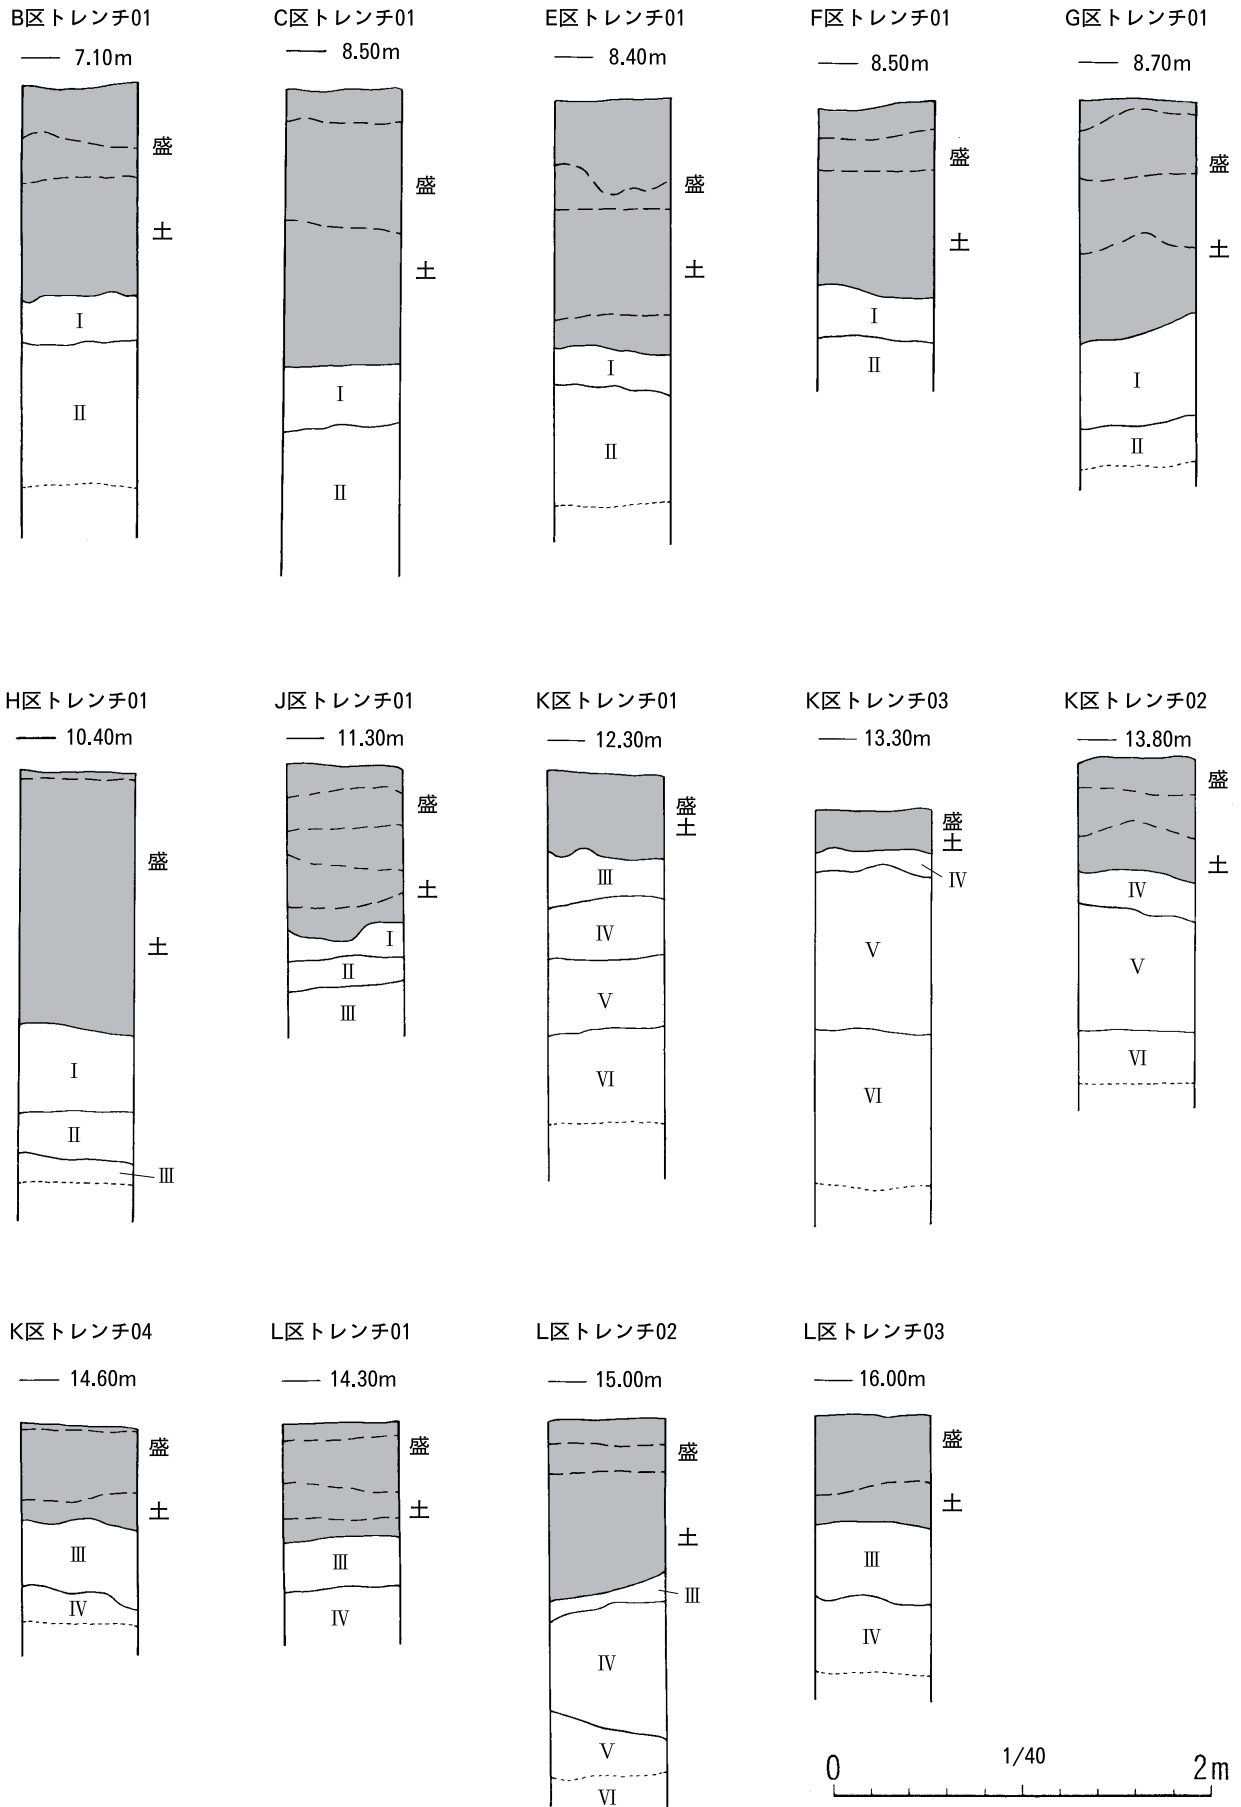 B区トレンチ01
7.10m
盛
土
I
II
C区トレンチ01
8.50m
盛
土
I
II
E区トレンチ01
8.40m
盛
土
I
II
F区トレンチ01
8.50m
盛
土
I
II
G区トレンチ01
8.70m
盛
土
I
II
H区トレンチ01
10.40m
盛
土
I
II
III
J区トレンチ01
11.30m
盛
土
I
II
III
K区トレンチ01
12.30m
盛
土
III
IV
V
VI
K区トレンチ03
13.30m
盛
土
IV
V
VI
K区トレンチ02
13.80m
盛
土
IV
V
VI
K区トレンチ04
14.60m
盛
土
III
IV
L区トレンチ01
14.30m
盛
土
III
IV
L区トレンチ02
15.00m
盛
土
III
IV
V
VI
L区トレンチ03
16.00m
盛
土
III
IV
0 1/40 2m